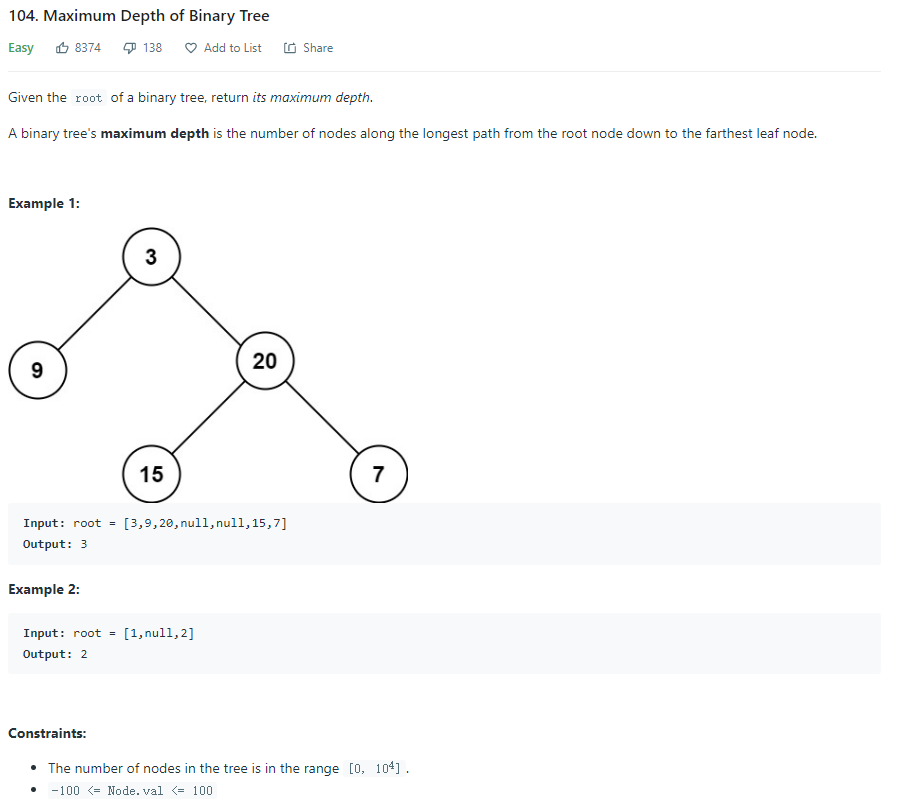 104. Maximum Depth of Binary Tree
Easy 8374 138 Add to List Share
Given the root of a binary tree, return its maximum depth.
A binary tree's maximum depth is the number of nodes along the longest path from the root node down to the farthest leaf node.
Example 1:
3
9
20
15
7
Input: root = [3,9,20,null,null,15,7]
Output: 3
Example 2:
Input: root = [1,null,2]
Output: 2
Constraints:
• The number of nodes in the tree is in the range [0, 10⁴].
• -100 <= Node.val <= 100